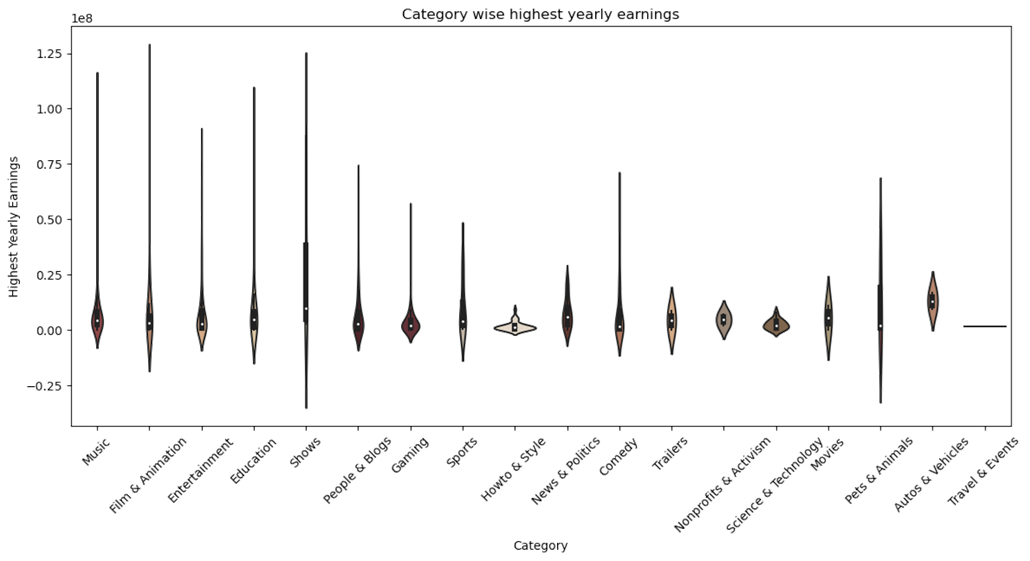 Category wise highest yearly earnings
1e8
1.25
1.00
0.75
0.50
0.25
0.00
−0.25
Highest Yearly Earnings
Music
Film & Animation
Entertainment
Education
Shows
People & Blogs
Gaming
Sports
Howto & Style
News & Politics
Comedy
Trailers
Nonprofits & Activism
Science & Technology
Movies
Pets & Animals
Autos & Vehicles
Travel & Events
Category